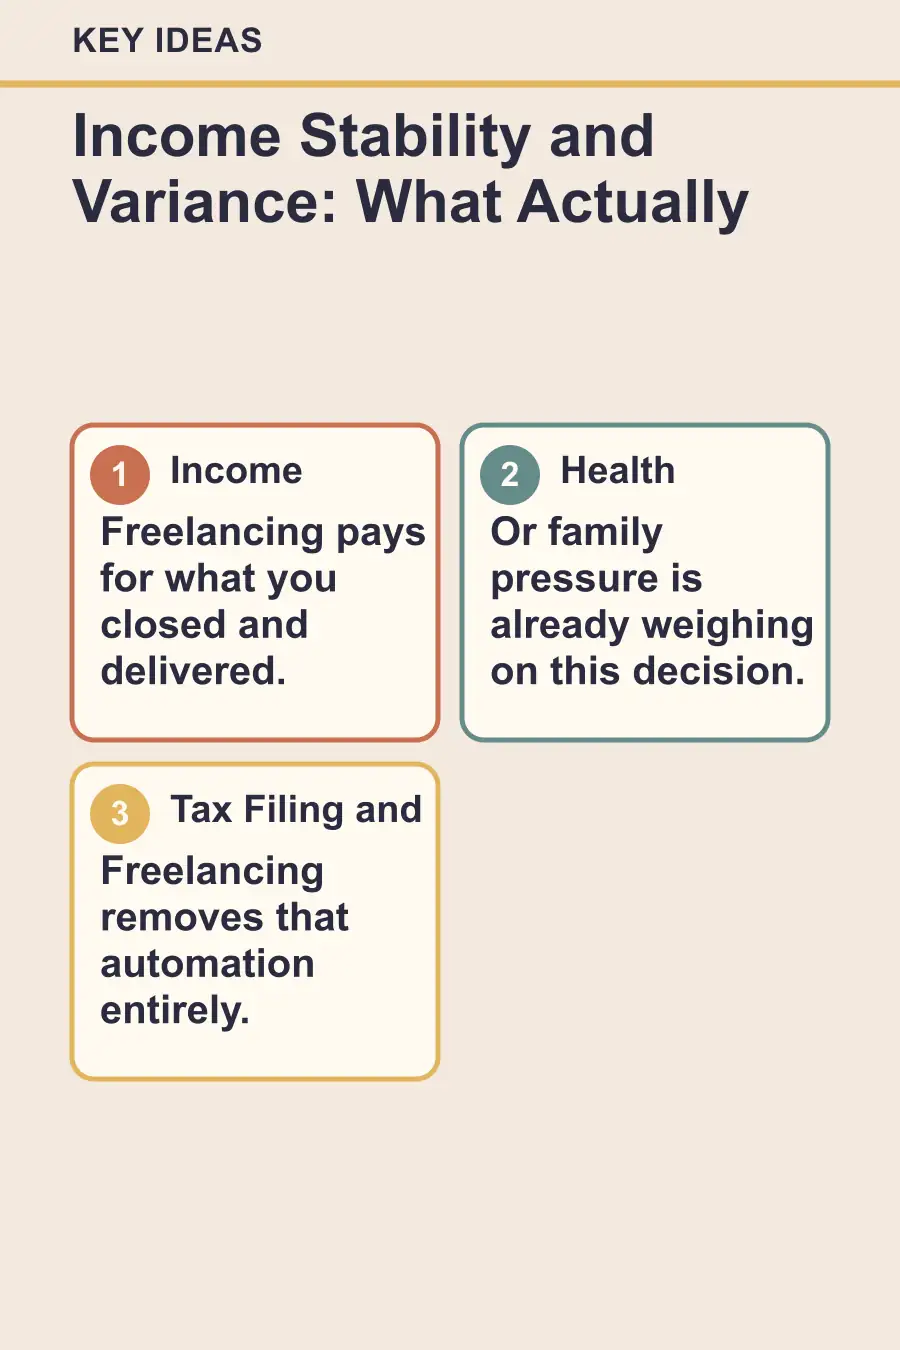 KEY IDEAS
Income Stability and
Variance: What Actually
1 Income
Freelancing pays
for what you
closed and
delivered.
2 Health
Or family
pressure is
already weighing
on this decision.
3 Tax Filing and
Freelancing
removes that
automation
entirely.